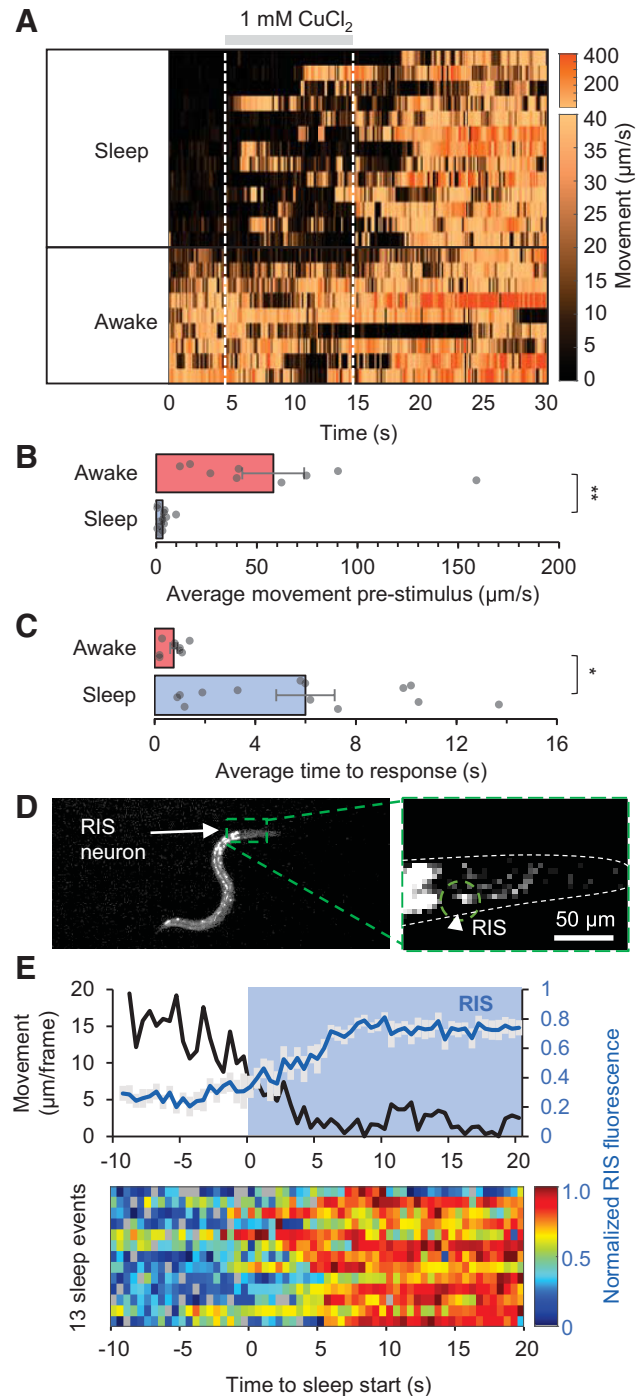 A
1 mM CuCl₂
Sleep
Awake
400
200
40
35
30
25
20
15
10
5
0
Movement (µm/s)
0 5 10 15 20 25 30
Time (s)
B
Awake
Sleep
**
0 50 100 150 200
Average movement pre-stimulus (µm/s)
C
Awake
Sleep
*
0 4 8 12 16
Average time to response (s)
D
RIS
neuron
RIS
50 µm
E
20
15
10
5
0
Movement
(µm/frame)
RIS
1
0.8
0.6
0.4
0.2
0
-10 -5 0 5 10 15 20
Normalized RIS fluorescence
13 sleep events
1.0
0.5
0
-10 -5 0 5 10 15 20
Time to sleep start (s)